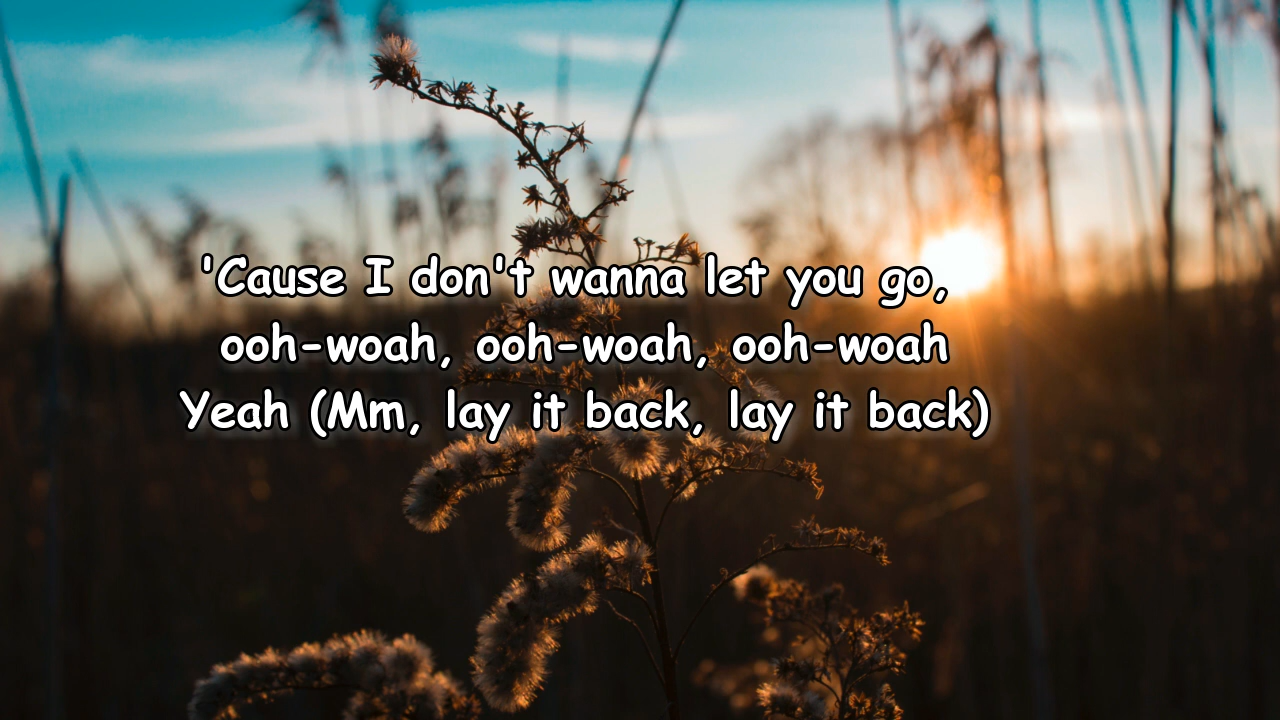 'Cause I don't wanna let you go,
ooh-woah, ooh-woah, ooh-woah
Yeah (Mm, lay it back, lay it back)